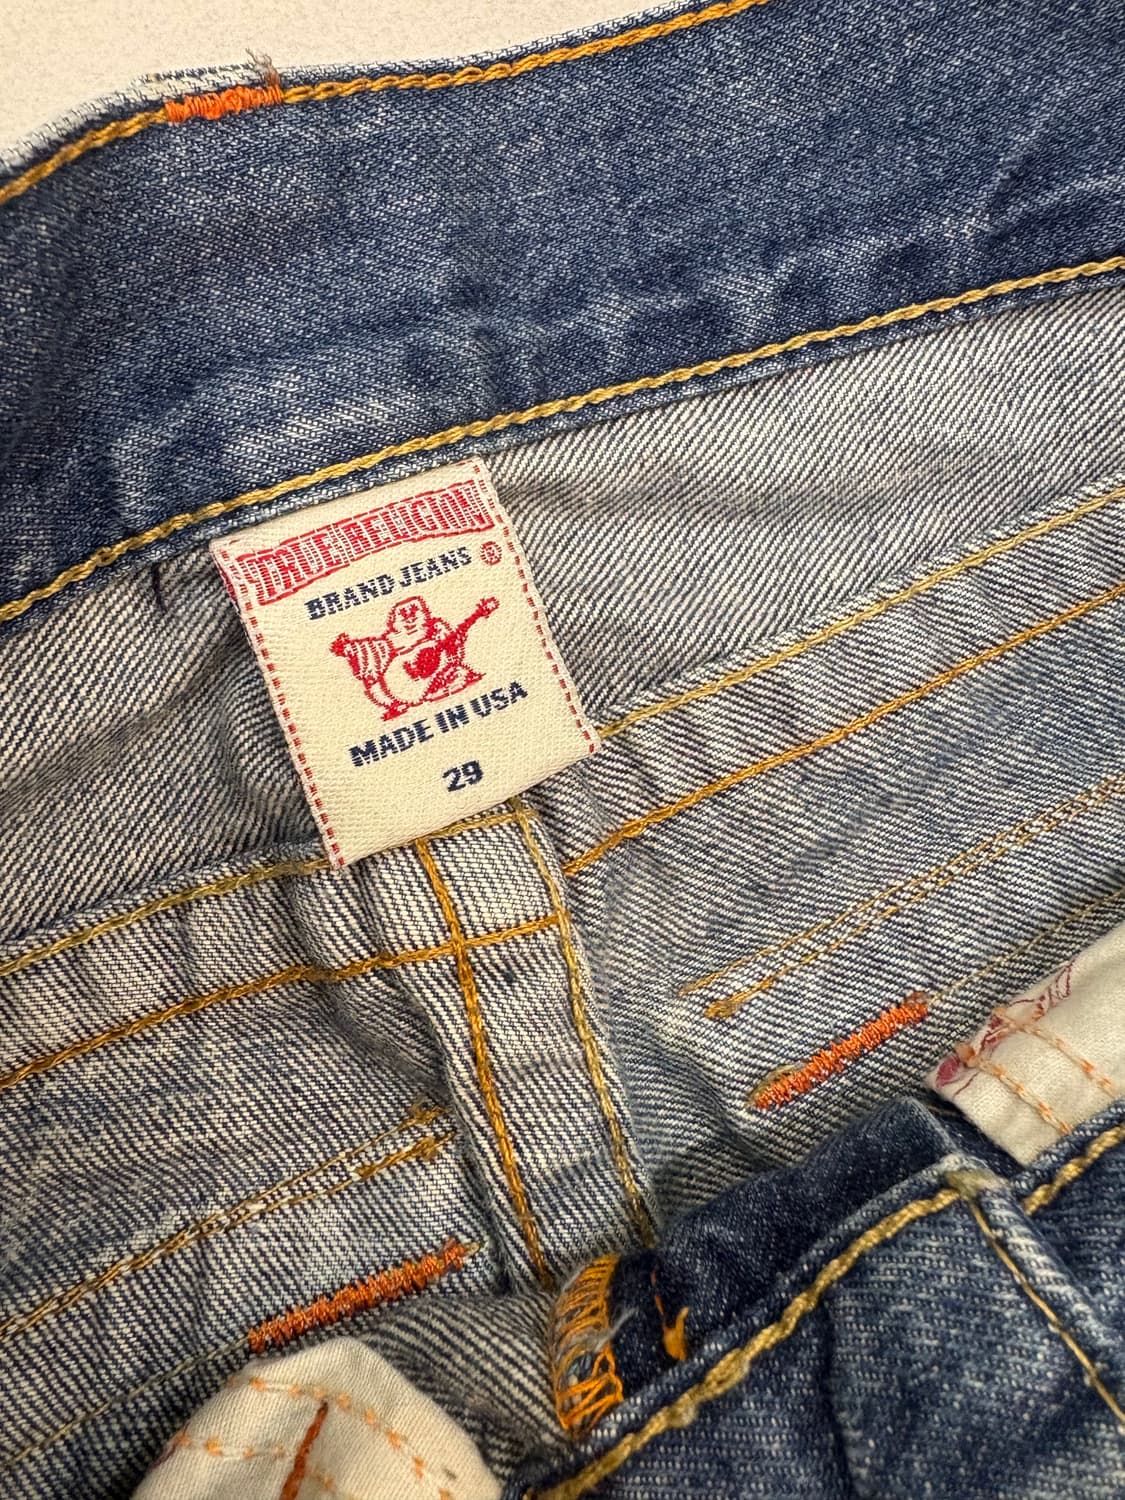 TRUE RELIGION
BRAND JEANS ®
MADE IN USA
29